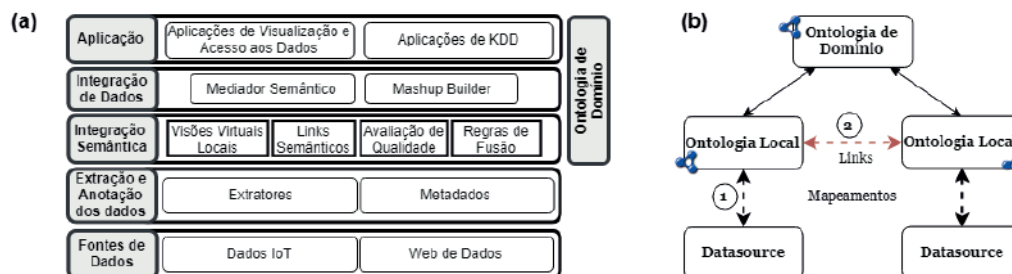 (a)
Aplicação
Aplicações de Visualização e
Acesso aos Dados
Aplicações de KDD
Integração
de Dados
Mediador Semântico
Mashup Builder
Integração
Semântica
Visões Virtuais
Locais
Links
Semânticos
Avaliação de
Qualidade
Regras de
Fusão
Extração e
Anotação
dos dados
Extratores
Metadados
Fontes de
Dados
Dados IoT
Web de Dados
Ontologia de
Domínio
(b)
Ontologia de
Domínio
Ontologia Local
2
Links
Ontologia Local
1
Mapeamentos
Datasource
Datasource